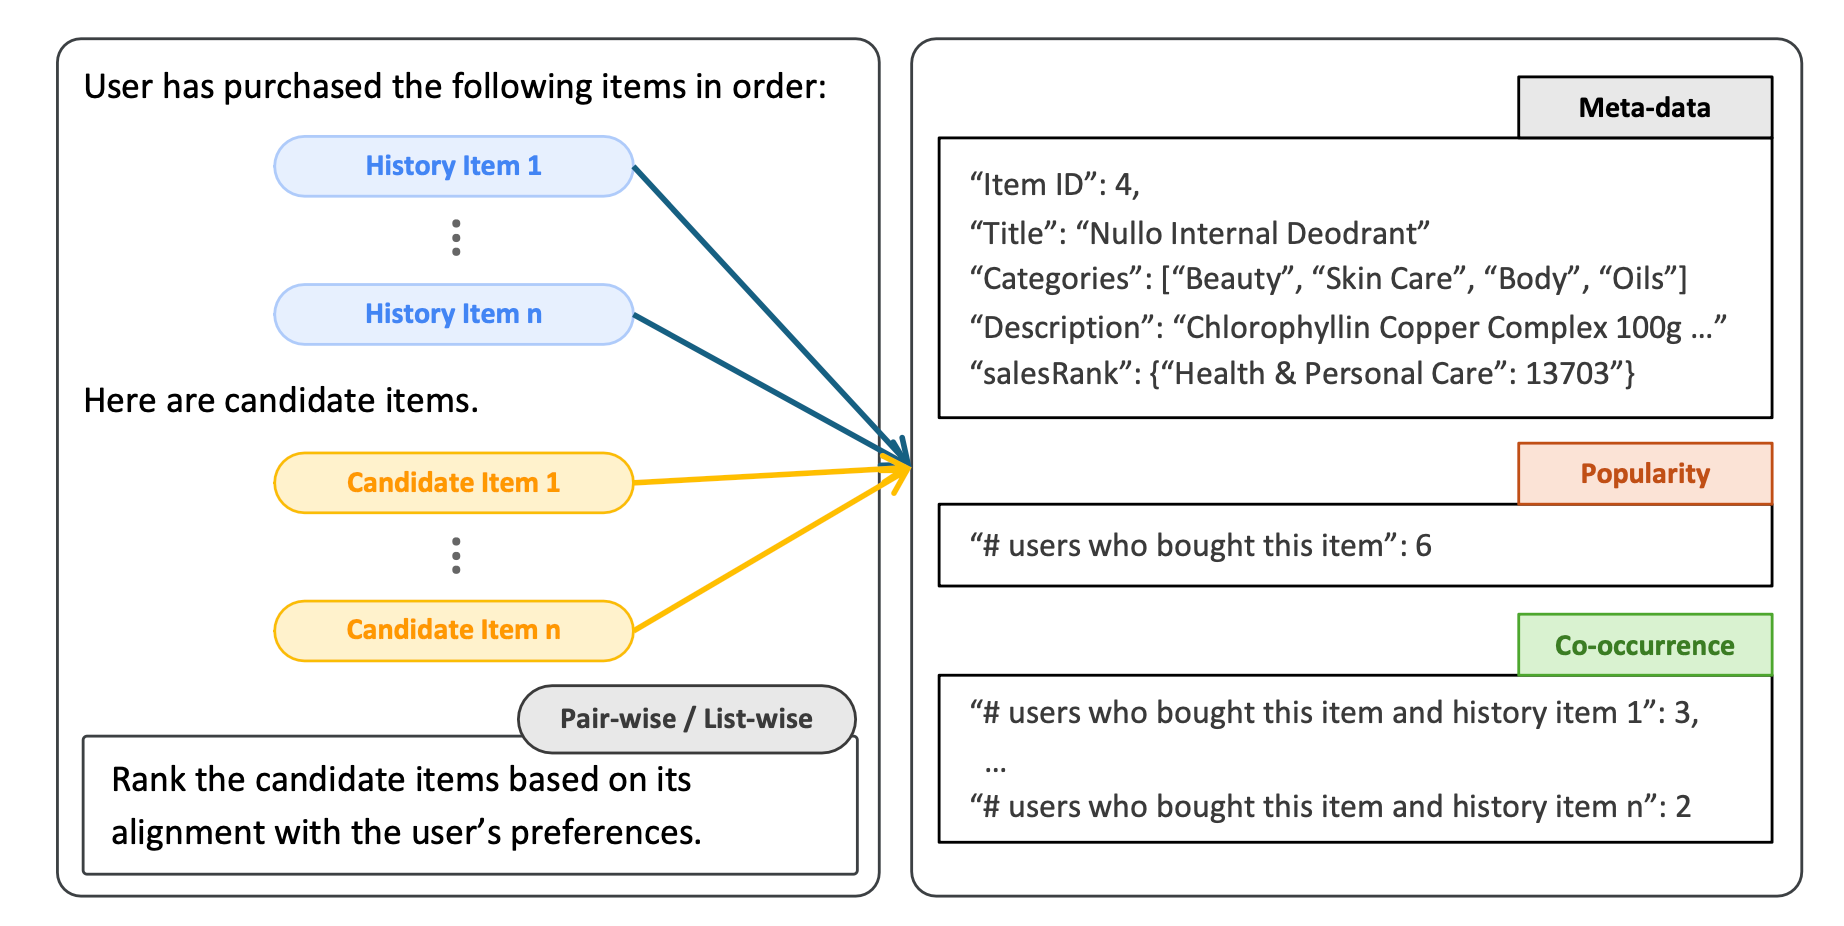 User has purchased the following items in order:
History Item 1
History Item n
Here are candidate items.
Candidate Item 1
Candidate Item n
Pair-wise / List-wise
Rank the candidate items based on its
alignment with the user’s preferences.
Meta-data
“Item ID”: 4,
“Title”: “Nullo Internal Deodrant”
“Categories”: [“Beauty”, “Skin Care”, “Body”, “Oils”]
“Description”: “Chlorophyllin Copper Complex 100g …”
“salesRank”: {“Health & Personal Care”: 13703”}
Popularity
“# users who bought this item”: 6
Co-occurrence
“# users who bought this item and history item 1”: 3,
…
“# users who bought this item and history item n”: 2